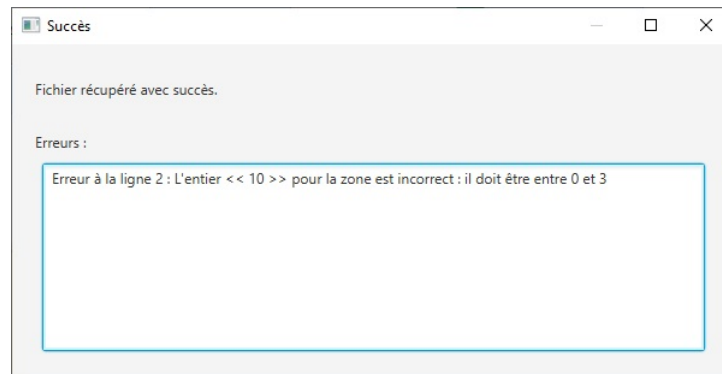 Succès
Fichier récupéré avec succès.
Erreurs :
Erreur à la ligne 2 : L'entier << 10 >> pour la zone est incorrect : il doit être entre 0 et 3